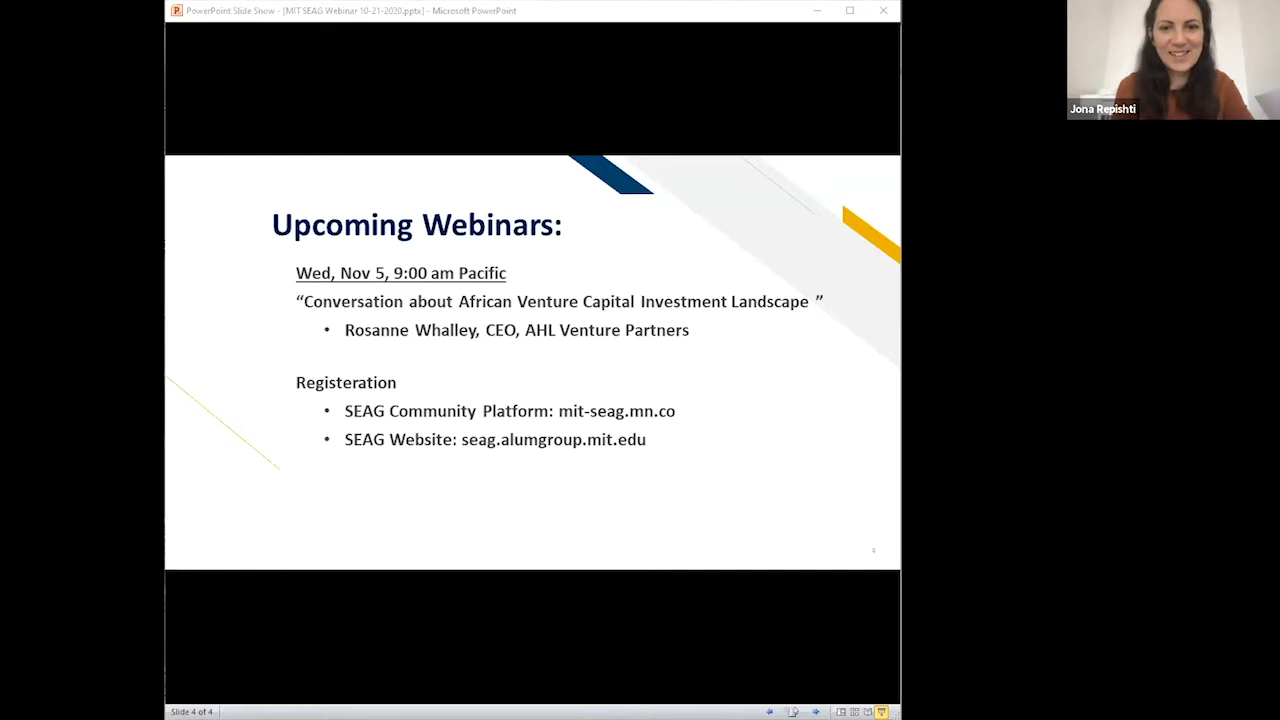 PowerPoint Slide Show - [MIT SEAG Webinar 10-21-2020.pptx] - Microsoft PowerPoint
Jona Repishti
Upcoming Webinars:
Wed, Nov 5, 9:00 am Pacific
“Conversation about African Venture Capital Investment Landscape ”
• Rosanne Whalley, CEO, AHL Venture Partners
Registeration
• SEAG Community Platform: mit-seag.mn.co
• SEAG Website: seag.alumgroup.mit.edu
4
Slide 4 of 4